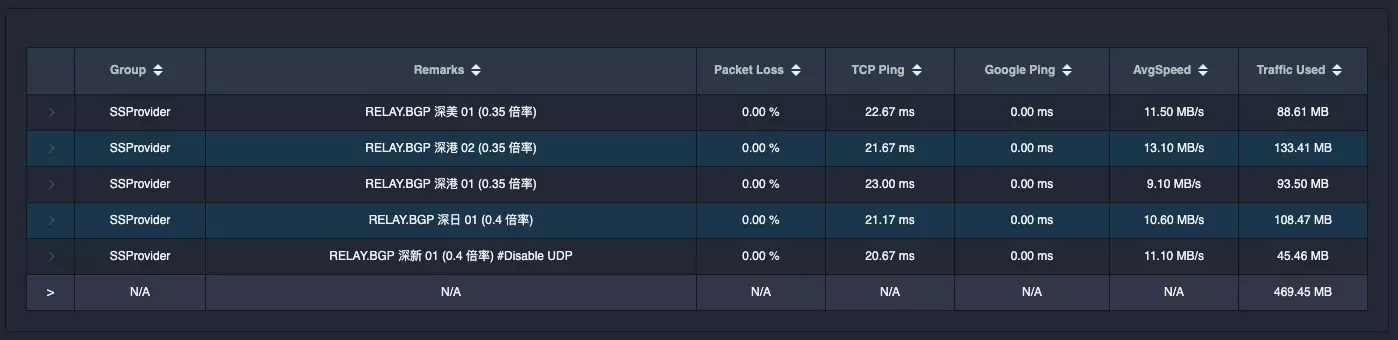 Group Remarks Packet Loss TCP Ping Google Ping AvgSpeed Traffic Used
> SSProvider RELAY.BGP 深美 01 (0.35 倍率) 0.00 % 22.67 ms 0.00 ms 11.50 MB/s 88.61 MB
> SSProvider RELAY.BGP 深港 02 (0.35 倍率) 0.00 % 21.67 ms 0.00 ms 13.10 MB/s 133.41 MB
> SSProvider RELAY.BGP 深港 01 (0.35 倍率) 0.00 % 23.00 ms 0.00 ms 9.10 MB/s 93.50 MB
> SSProvider RELAY.BGP 深日 01 (0.4 倍率) 0.00 % 21.17 ms 0.00 ms 10.60 MB/s 108.47 MB
> SSProvider RELAY.BGP 深新 01 (0.4 倍率) #Disable UDP 0.00 % 20.67 ms 0.00 ms 11.10 MB/s 45.46 MB
> N/A N/A N/A N/A N/A N/A 469.45 MB